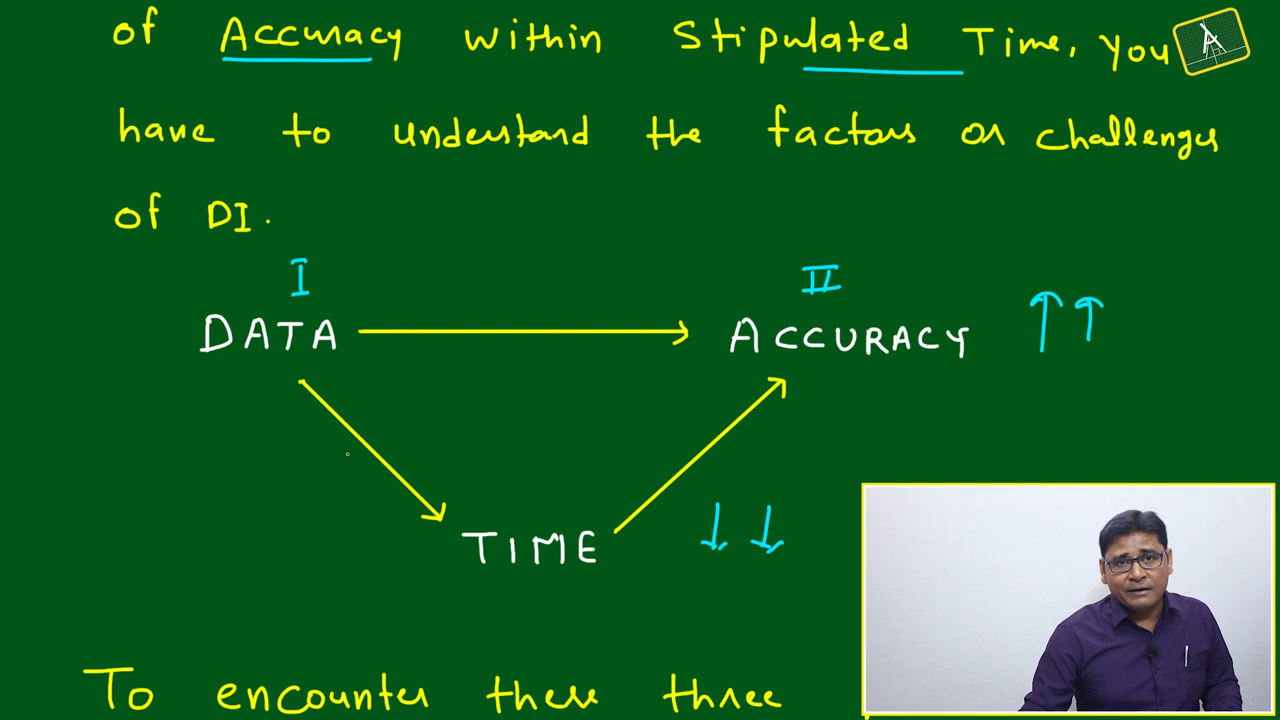 of Accuracy within Stipulated Time, you
have to understand the factors or challenges
of DI.
I II
DATA ACCURACY
TIME
To encounter these three